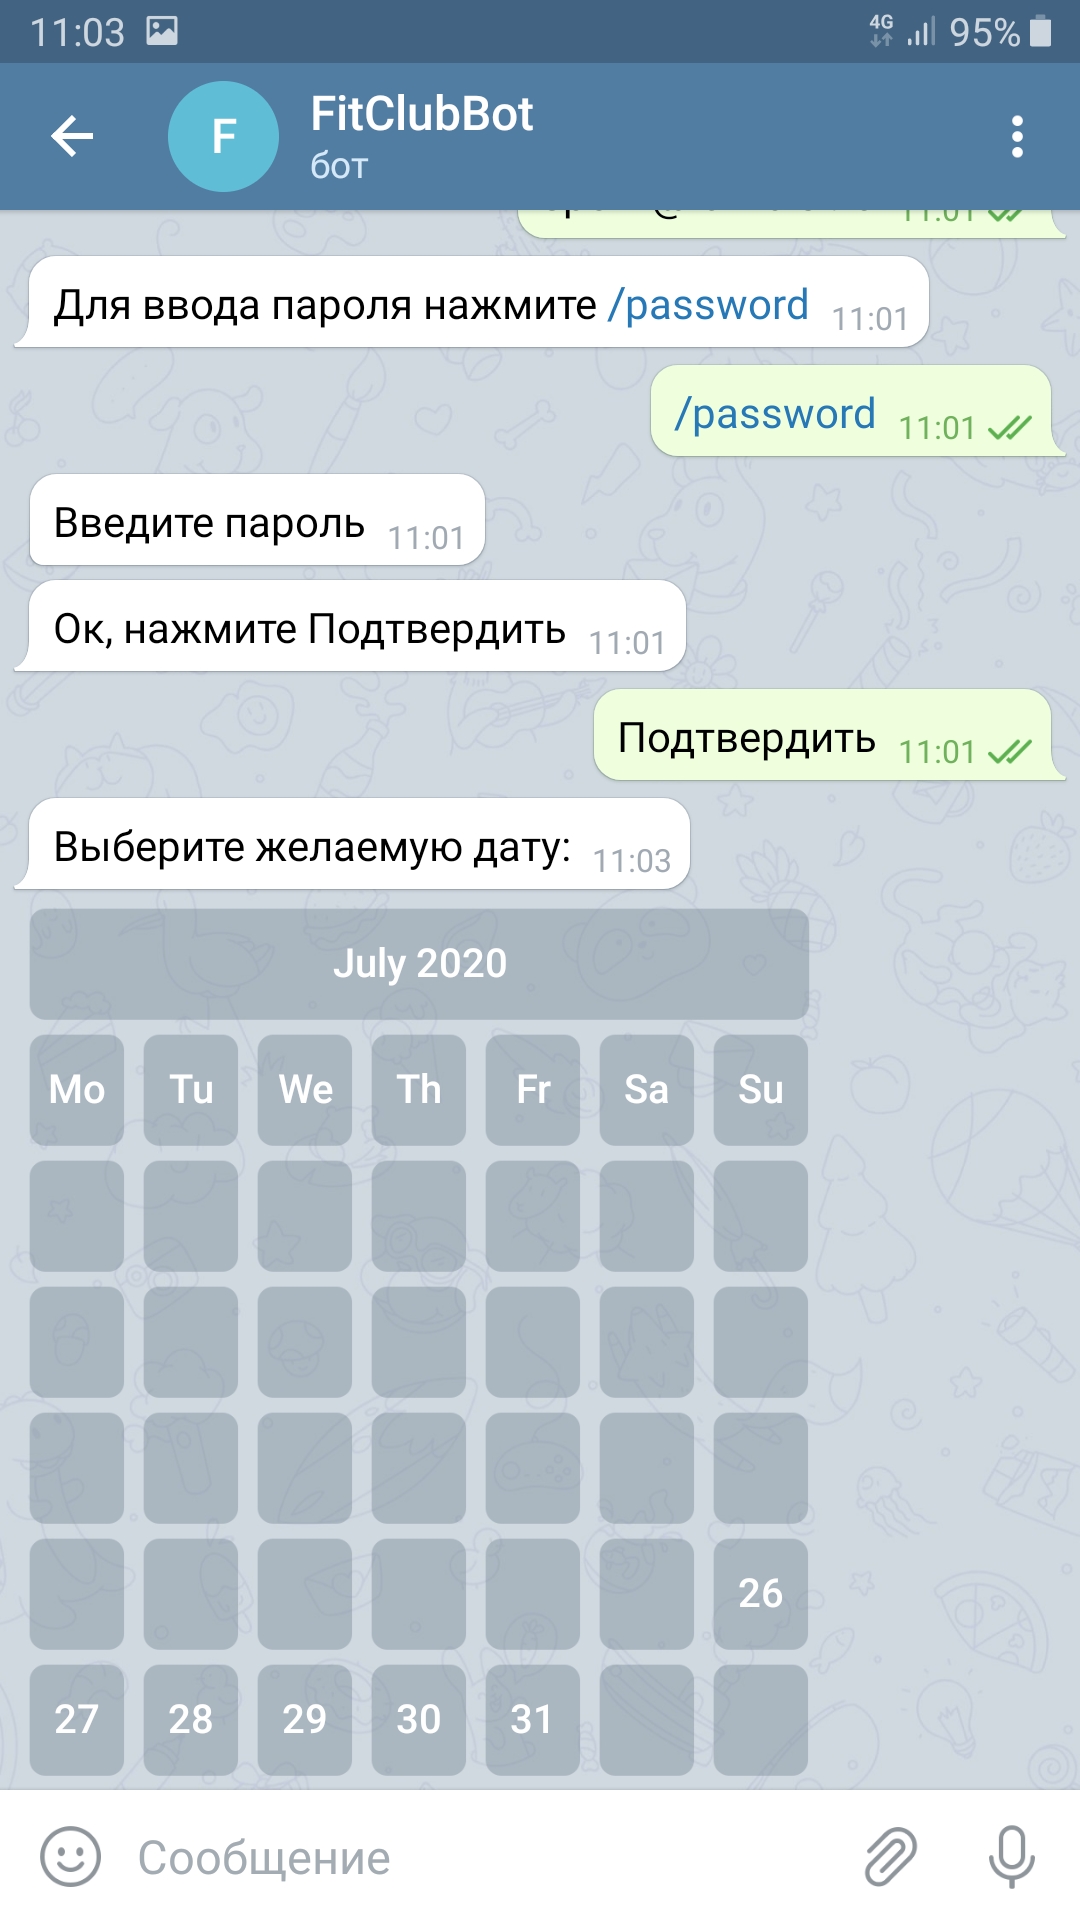 11:03
4G 95%
F
FitClubBot
бот
11:01
Для ввода пароля нажмите /password 11:01
/password 11:01
Введите пароль 11:01
Ок, нажмите Подтвердить 11:01
Подтвердить 11:01
Выберите желаемую дату: 11:03
July 2020
Mo Tu We Th Fr Sa Su
26
27 28 29 30 31
Сообщение